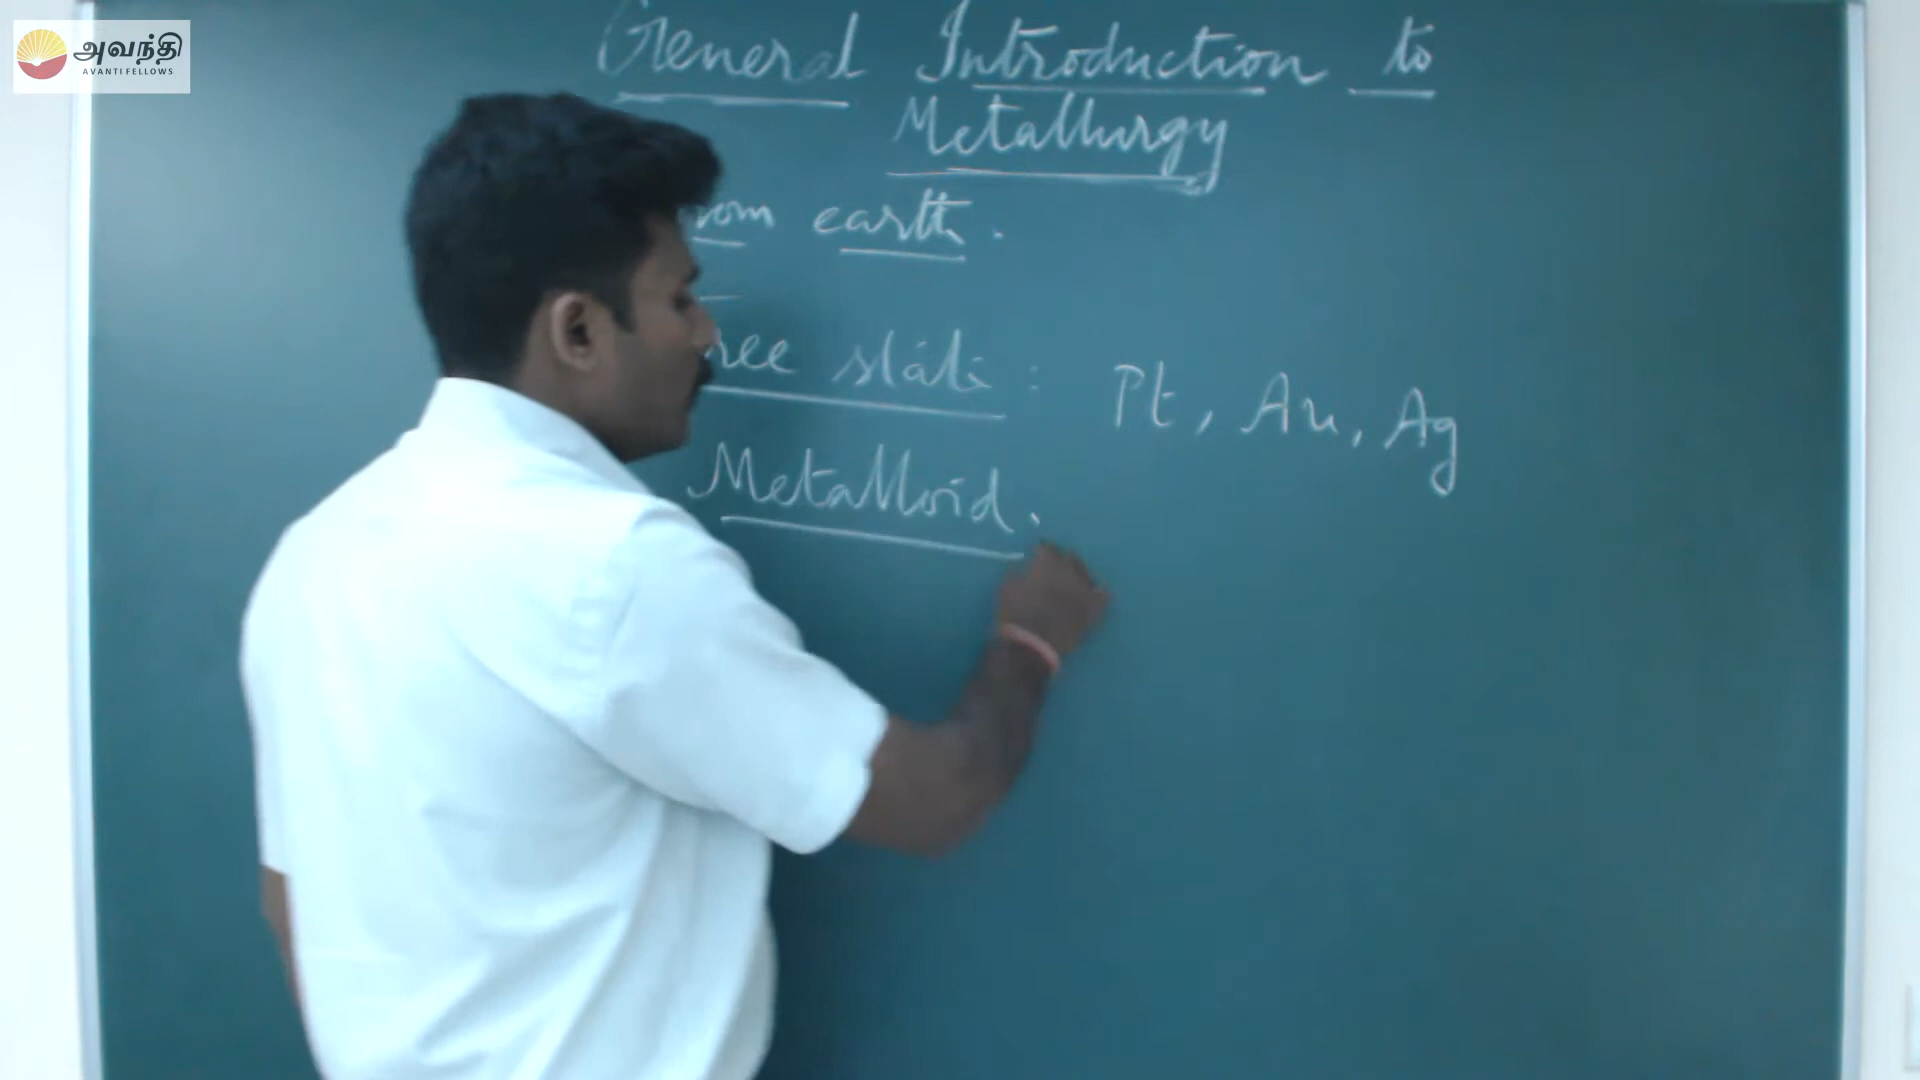 அவந்தி
AVANTI FELLOWS
General Introduction to
Metallurgy
earth.
state : Pt, Au, Ag
Metalloid.